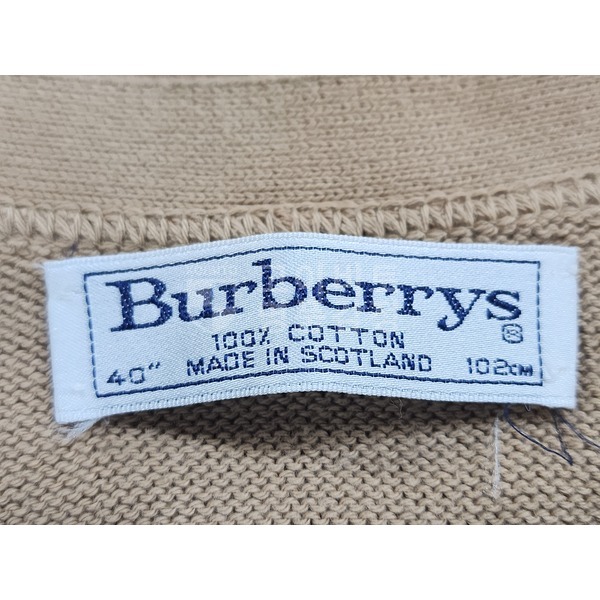 Burberrys®
100% COTTON
40" MADE IN SCOTLAND 102CM